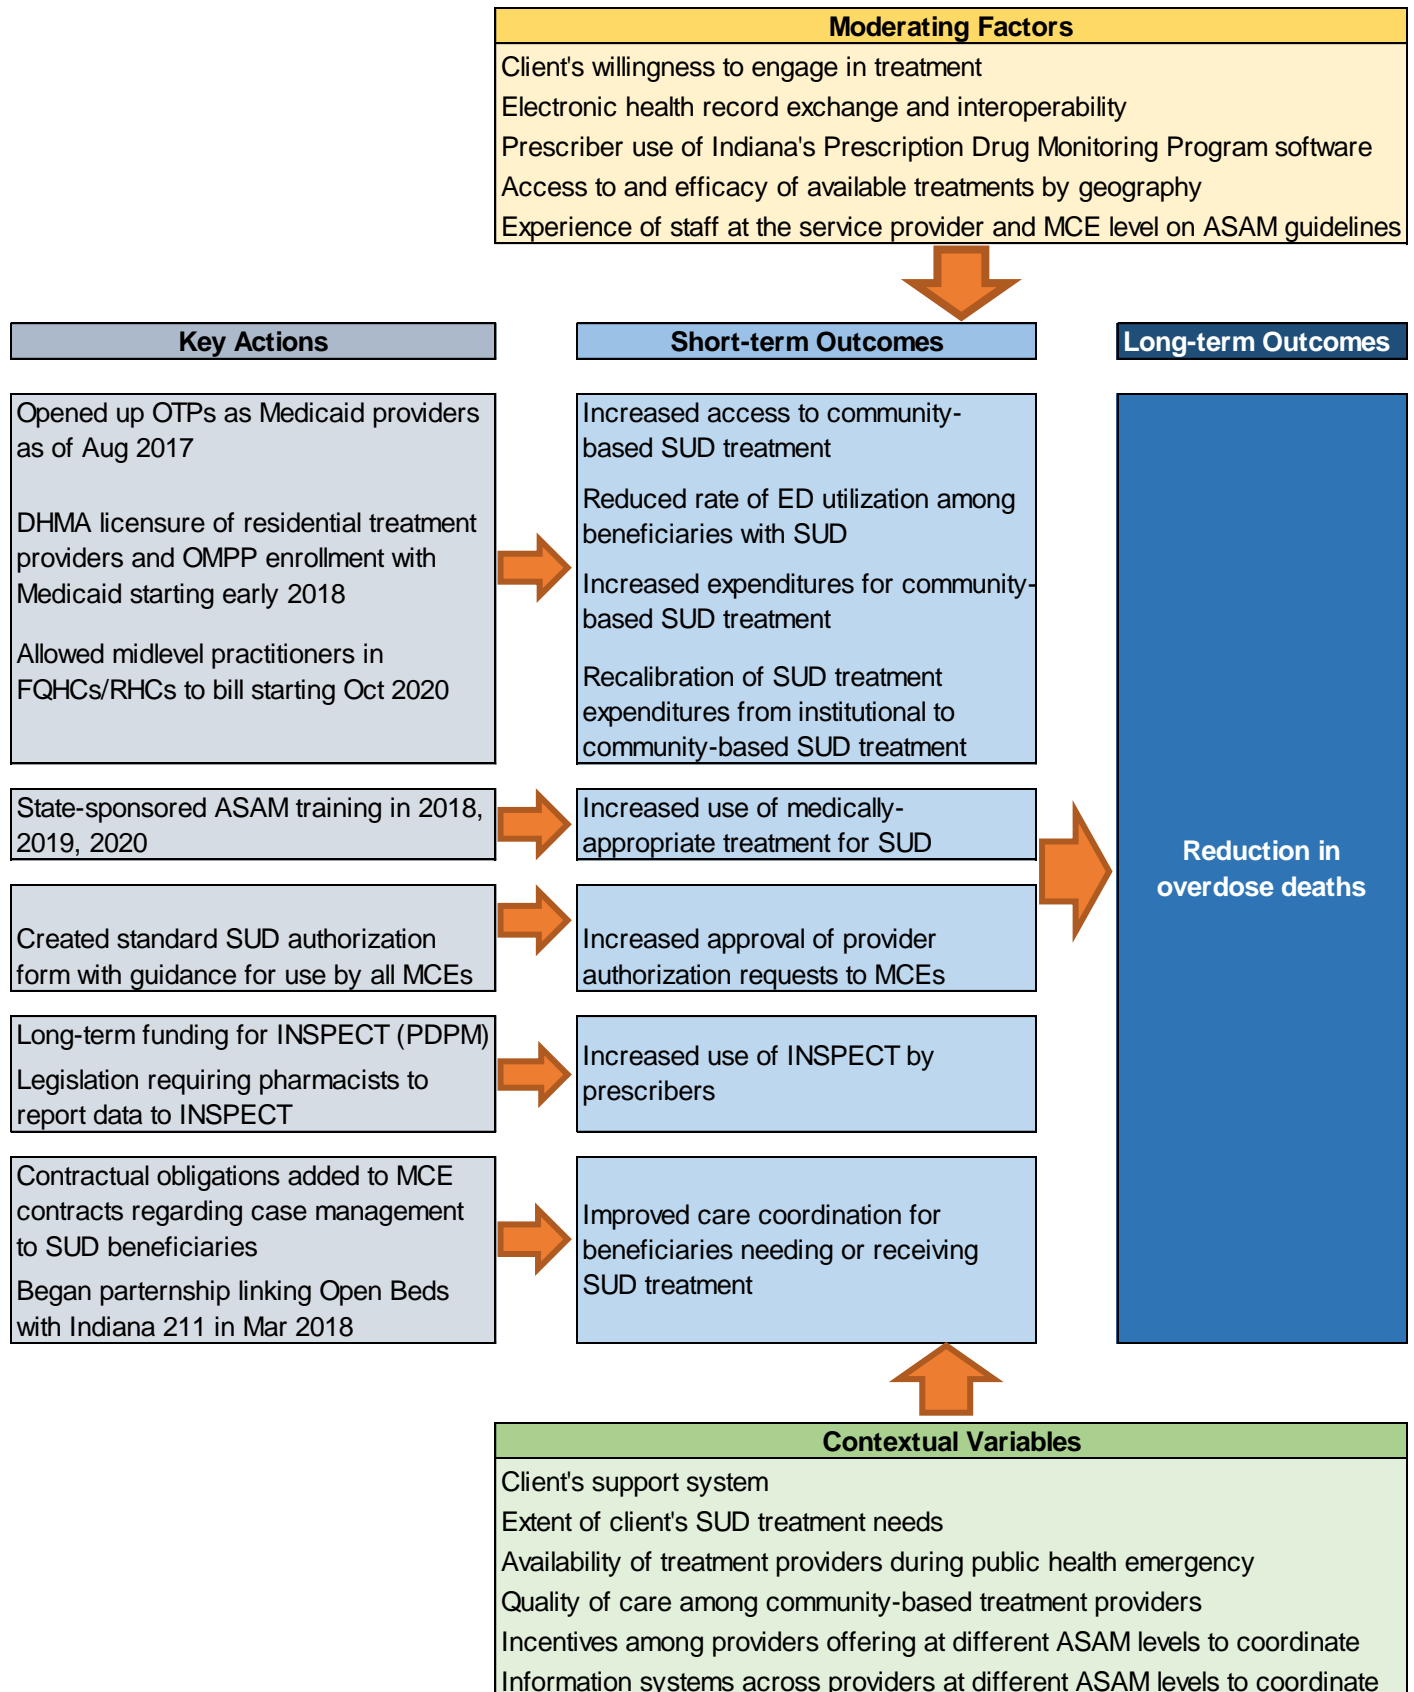 Moderating Factors
Client's willingness to engage in treatment
Electronic health record exchange and interoperability
Prescriber use of Indiana's Prescription Drug Monitoring Program software
Access to and efficacy of available treatments by geography
Experience of staff at the service provider and MCE level on ASAM guidelines
Key Actions
Short-term Outcomes
Long-term Outcomes
Opened up OTPs as Medicaid providers
as of Aug 2017
DHMA licensure of residential treatment
providers and OMPP enrollment with
Medicaid starting early 2018
Allowed midlevel practitioners in
FQHCs/RHCs to bill starting Oct 2020
Increased access to community-
based SUD treatment
Reduced rate of ED utilization among
beneficiaries with SUD
Increased expenditures for community-
based SUD treatment
Recalibration of SUD treatment
expenditures from institutional to
community-based SUD treatment
State-sponsored ASAM training in 2018,
2019, 2020
Increased use of medically-
appropriate treatment for SUD
Created standard SUD authorization
form with guidance for use by all MCEs
Increased approval of provider
authorization requests to MCEs
Long-term funding for INSPECT (PDPM)
Legislation requiring pharmacists to
report data to INSPECT
Increased use of INSPECT by
prescribers
Contractual obligations added to MCE
contracts regarding case management
to SUD beneficiaries
Began parternship linking Open Beds
with Indiana 211 in Mar 2018
Improved care coordination for
beneficiaries needing or receiving
SUD treatment
Reduction in
overdose deaths
Contextual Variables
Client's support system
Extent of client's SUD treatment needs
Availability of treatment providers during public health emergency
Quality of care among community-based treatment providers
Incentives among providers offering at different ASAM levels to coordinate
Information systems across providers at different ASAM levels to coordinate